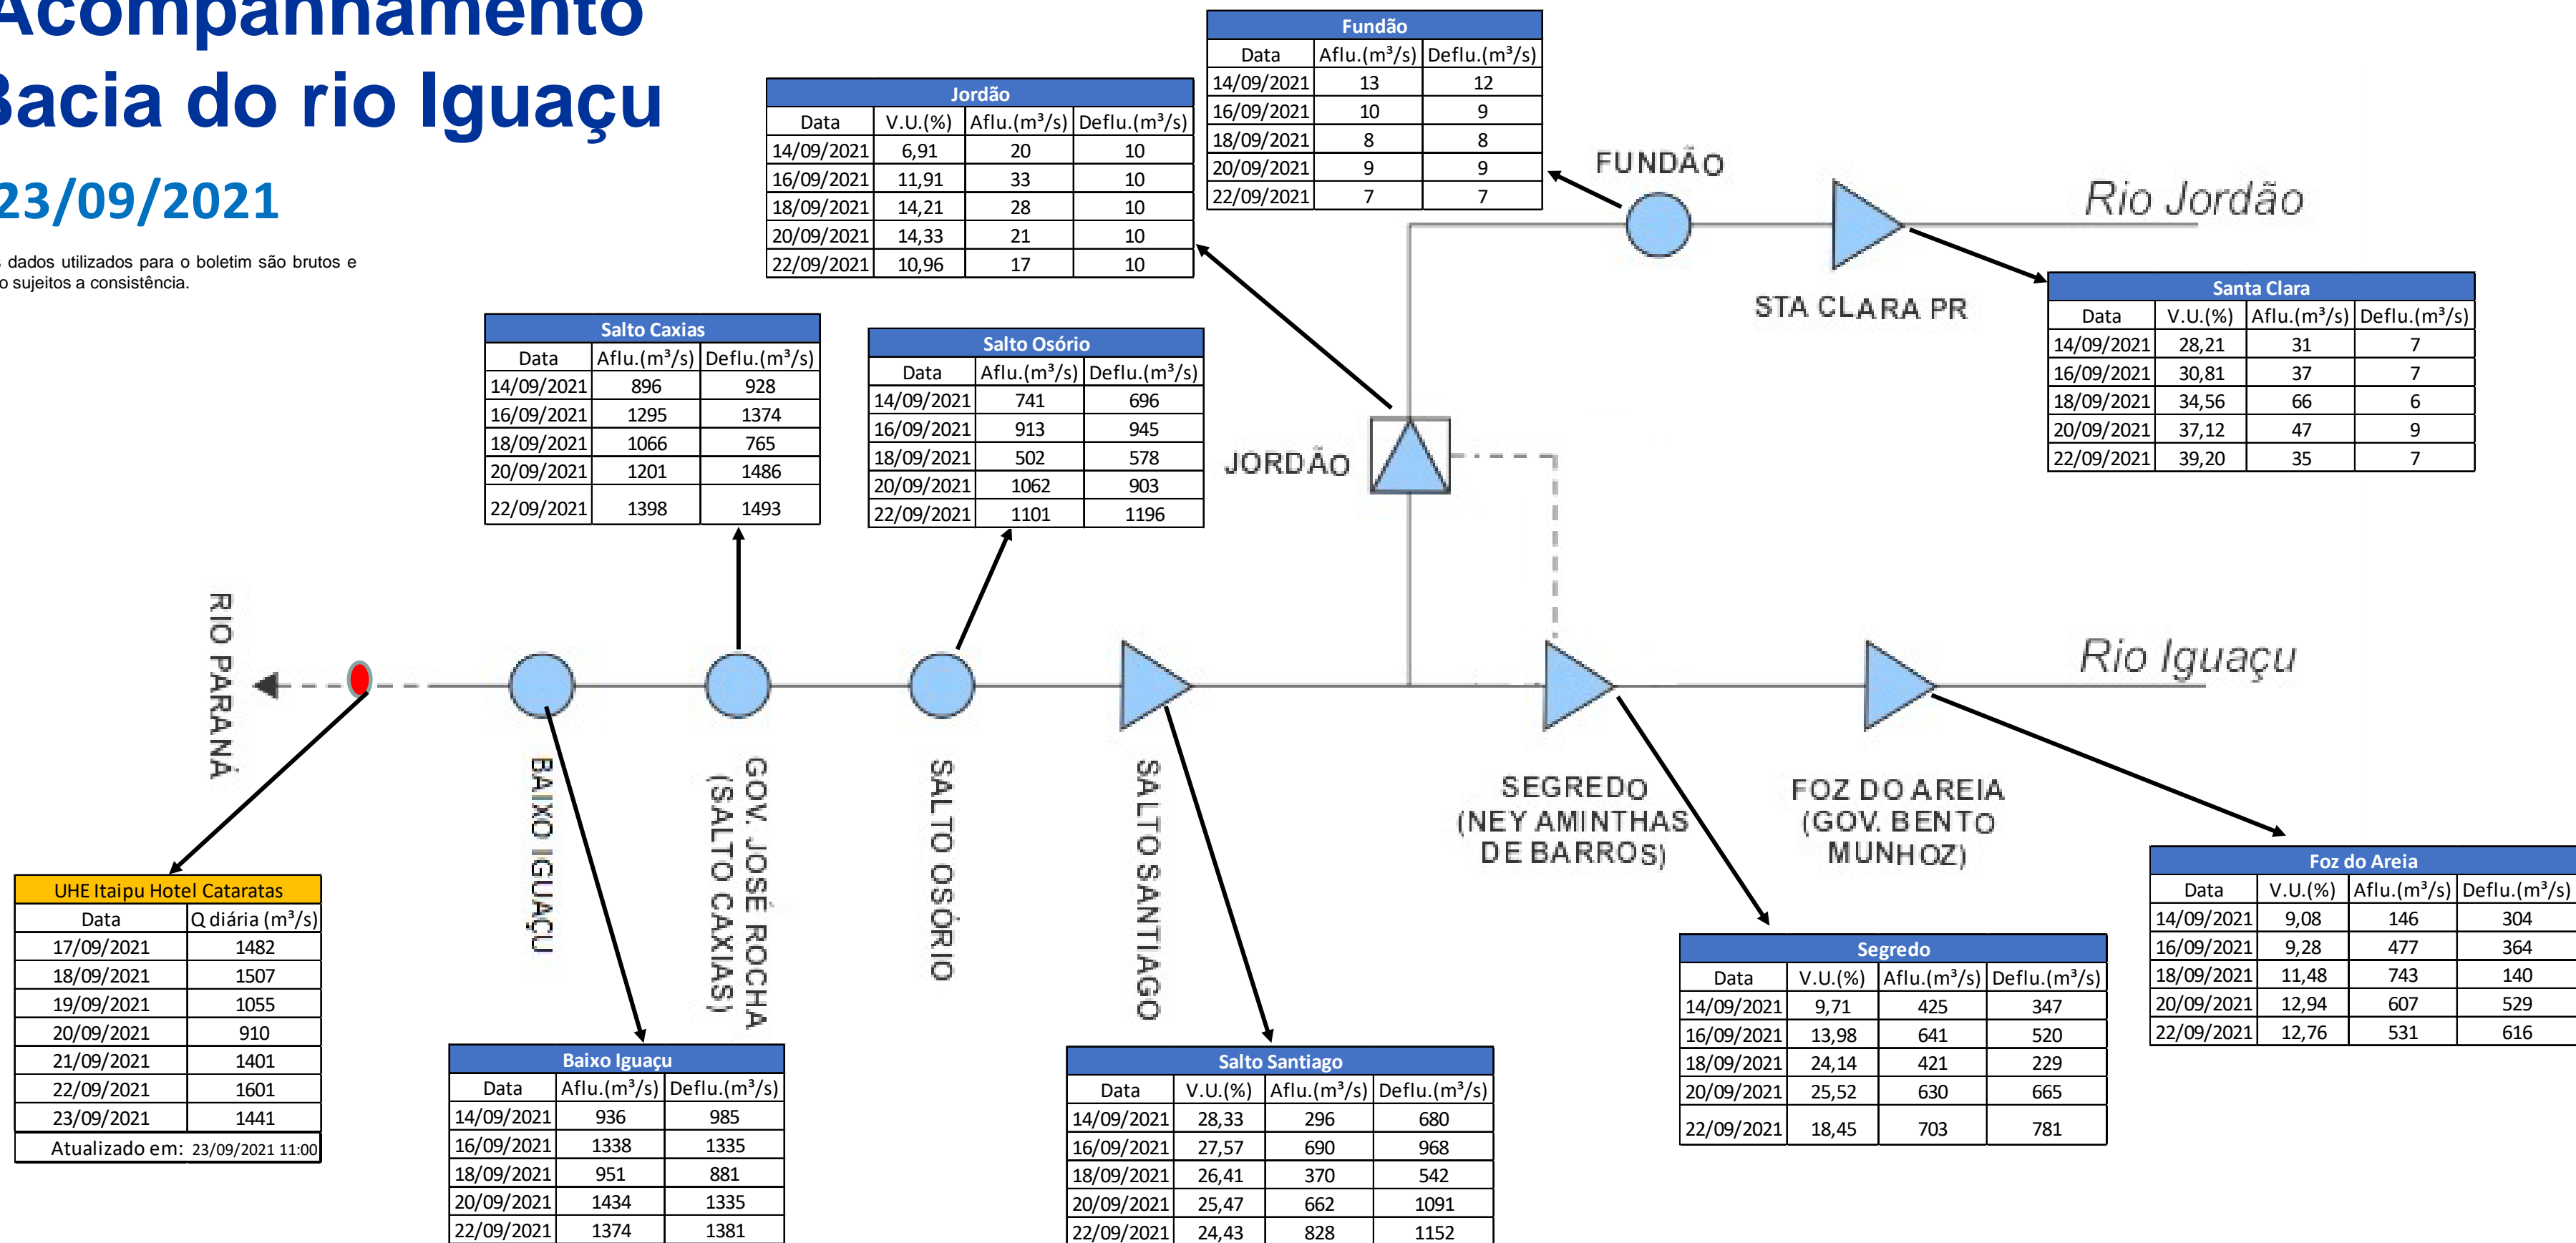 Acompanhamento
Bacia do rio Iguaçu
23/09/2021
s dados utilizados para o boletim são brutos e
o sujeitos a consistência.
Fundão
Data Aflu.(m³/s) Deflu.(m³/s)
14/09/2021 13 12
16/09/2021 10 9
18/09/2021 8 8
20/09/2021 9 9
22/09/2021 7 7
Jordão
Data V.U.(%) Aflu.(m³/s) Deflu.(m³/s)
14/09/2021 6,91 20 10
16/09/2021 11,91 33 10
18/09/2021 14,21 28 10
20/09/2021 14,33 21 10
22/09/2021 10,96 17 10
FUNDÃO
Rio Jordão
STA CLARA PR
Santa Clara
Data V.U.(%) Aflu.(m³/s) Deflu.(m³/s)
14/09/2021 28,21 31 7
16/09/2021 30,81 37 7
18/09/2021 34,56 66 6
20/09/2021 37,12 47 9
22/09/2021 39,20 35 7
Salto Caxias
Data Aflu.(m³/s) Deflu.(m³/s)
14/09/2021 896 928
16/09/2021 1295 1374
18/09/2021 1066 765
20/09/2021 1201 1486
22/09/2021 1398 1493
Salto Osório
Data Aflu.(m³/s) Deflu.(m³/s)
14/09/2021 741 696
16/09/2021 913 945
18/09/2021 502 578
20/09/2021 1062 903
22/09/2021 1101 1196
JORDÃO
RIO PARANÁ
Rio Iguaçu
BAIXO IGUAÇU
GOV. JOSÉ ROCHA
(SALTO CAXIAS)
SALTO OSÓRIO
SALTO SANTIAGO
SEGREDO
(NEY AMINTHAS
DE BARROS)
FOZ DO AREIA
(GOV. BENTO
MUNHOZ)
UHE Itaipu Hotel Cataratas
Data Q diária (m³/s)
17/09/2021 1482
18/09/2021 1507
19/09/2021 1055
20/09/2021 910
21/09/2021 1401
22/09/2021 1601
23/09/2021 1441
Atualizado em: 23/09/2021 11:00
Baixo Iguaçu
Data Aflu.(m³/s) Deflu.(m³/s)
14/09/2021 936 985
16/09/2021 1338 1335
18/09/2021 951 881
20/09/2021 1434 1335
22/09/2021 1374 1381
Salto Santiago
Data V.U.(%) Aflu.(m³/s) Deflu.(m³/s)
14/09/2021 28,33 296 680
16/09/2021 27,57 690 968
18/09/2021 26,41 370 542
20/09/2021 25,47 662 1091
22/09/2021 24,43 828 1152
Segredo
Data V.U.(%) Aflu.(m³/s) Deflu.(m³/s)
14/09/2021 9,71 425 347
16/09/2021 13,98 641 520
18/09/2021 24,14 421 229
20/09/2021 25,52 630 665
22/09/2021 18,45 703 781
Foz do Areia
Data V.U.(%) Aflu.(m³/s) Deflu.(m³/s)
14/09/2021 9,08 146 304
16/09/2021 9,28 477 364
18/09/2021 11,48 743 140
20/09/2021 12,94 607 529
22/09/2021 12,76 531 616